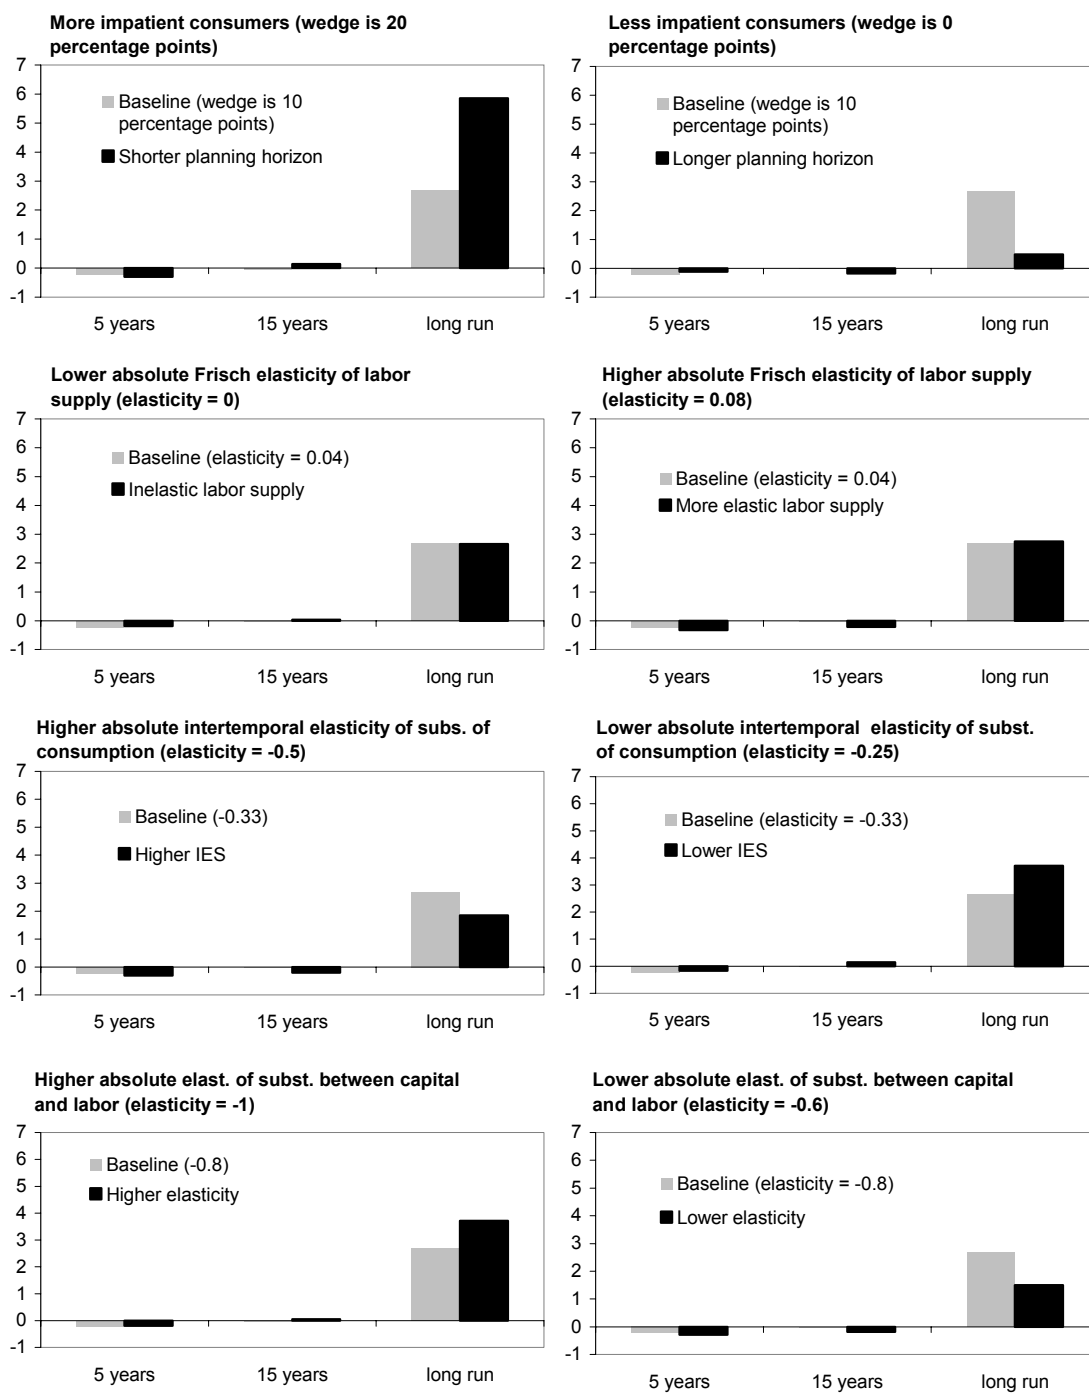 More impatient consumers (wedge is 20
percentage points)
7
6
5
4
3
2
1
0
-1
Baseline (wedge is 10
percentage points)
Shorter planning horizon
5 years
15 years
long run
Less impatient consumers (wedge is 0
percentage points)
7
6
5
4
3
2
1
0
-1
Baseline (wedge is 10
percentage points)
Longer planning horizon
5 years
15 years
long run
Lower absolute Frisch elasticity of labor
supply (elasticity = 0)
7
6
5
4
3
2
1
0
-1
Baseline (elasticity = 0.04)
Inelastic labor supply
5 years
15 years
long run
Higher absolute Frisch elasticity of labor supply
(elasticity = 0.08)
7
6
5
4
3
2
1
0
-1
Baseline (elasticity = 0.04)
More elastic labor supply
5 years
15 years
long run
Higher absolute intertemporal elasticity of subs. of
consumption (elasticity = -0.5)
7
6
5
4
3
2
1
0
-1
Baseline (-0.33)
Higher IES
5 years
15 years
long run
Lower absolute intertemporal elasticity of subst.
of consumption (elasticity = -0.25)
7
6
5
4
3
2
1
0
-1
Baseline (elasticity = -0.33)
Lower IES
5 years
15 years
long run
Higher absolute elast. of subst. between capital
and labor (elasticity = -1)
7
6
5
4
3
2
1
0
-1
Baseline (-0.8)
Higher elasticity
5 years
15 years
long run
Lower absolute elast. of subst. between capital
and labor (elasticity = -0.6)
7
6
5
4
3
2
1
0
-1
Baseline (elasticity = -0.8)
Lower elasticity
5 years
15 years
long run